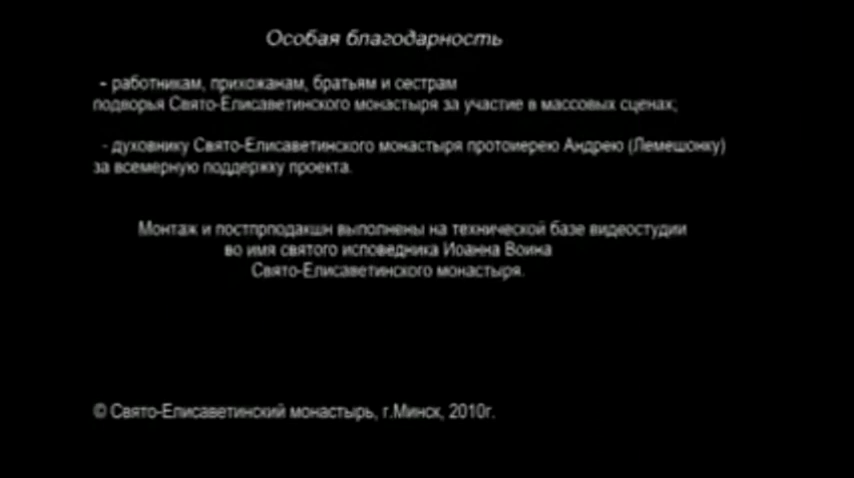 Особая благодарность
- работникам, прихожанам, братьям и сестрам
подворья Свято-Елисаветинского монастыря за участие в массовых сценах;
- духовнику Свято-Елисаветинского монастыря протоиерею Андрею (Лемешонку)
за всемерную поддержку проекта.
Монтаж и постпрподакшн выполнены на технической базе видеостудии
во имя святого исповедника Иоанна Воина
Свято-Елисаветинского монастыря.
© Свято-Елисаветинский монастырь, г.Минск, 2010г.